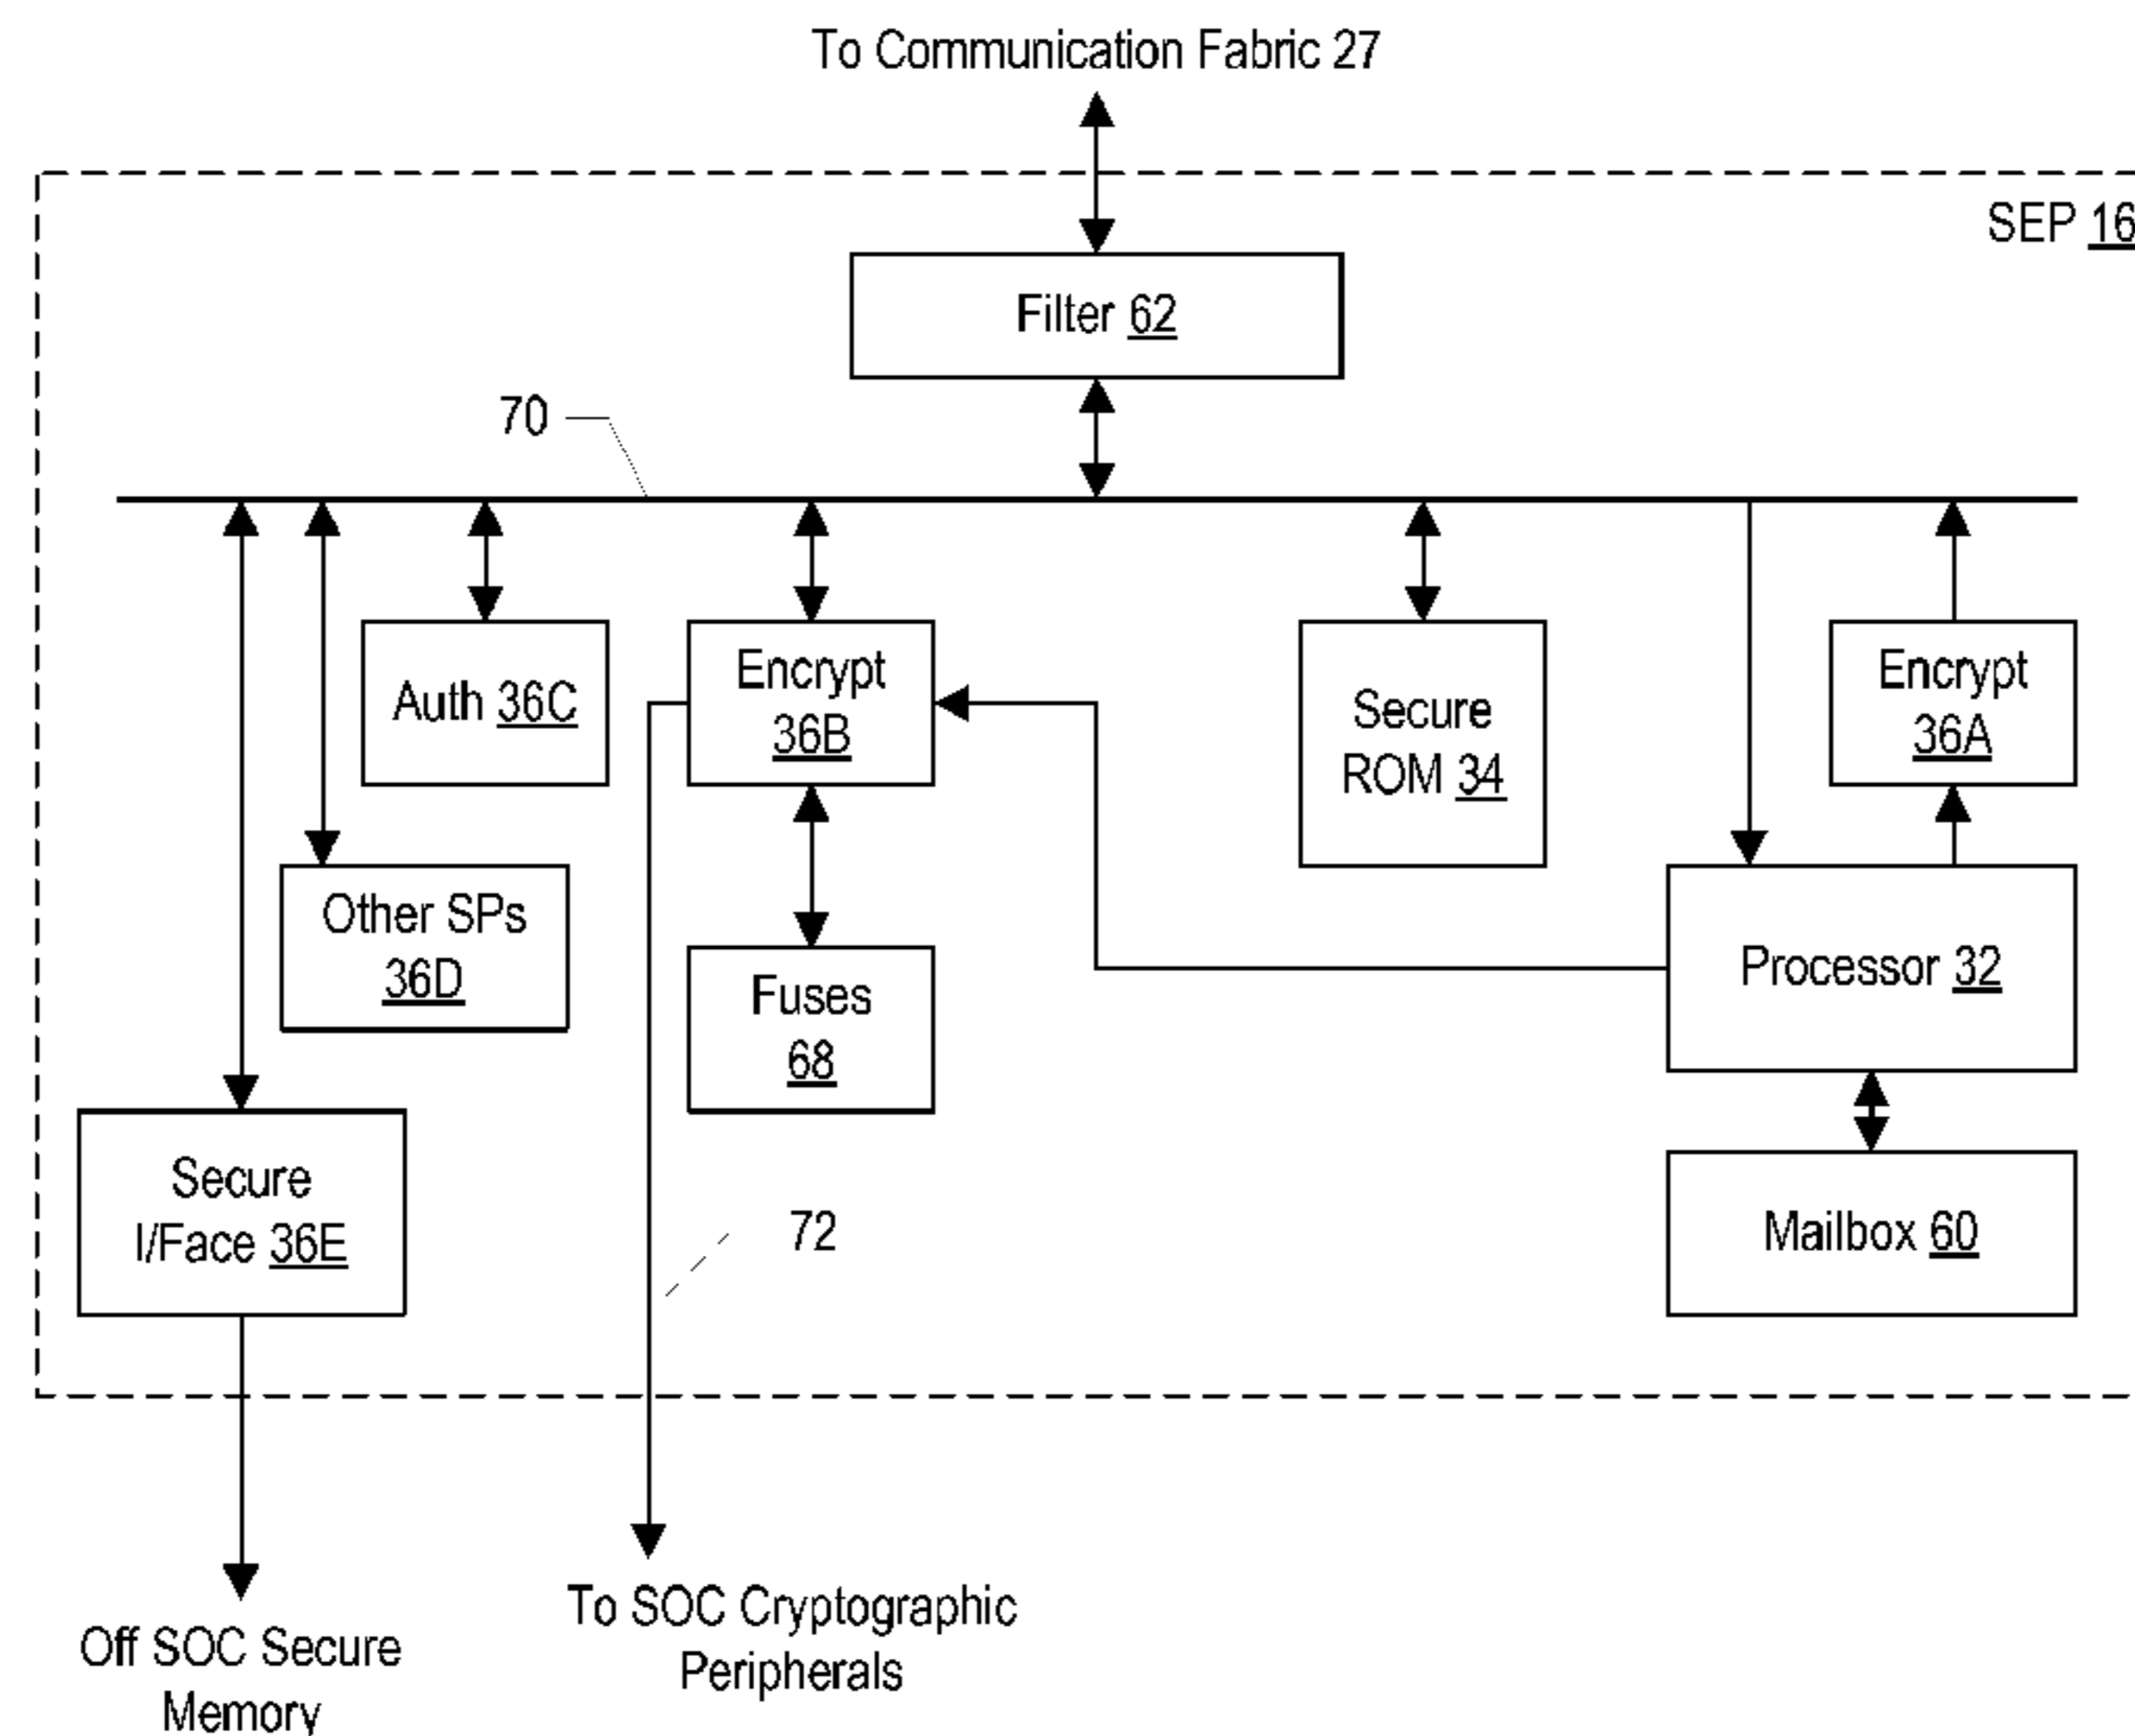 To Communication Fabric 27
SEP 16
Filter 62
70
Auth 36C
Encrypt
36B
Secure
ROM 34
Encrypt
36A
Other SPs
36D
Fuses
68
Processor 32
Secure
I/Face 36E
72
Mailbox 60
To SOC Cryptographic
Peripherals
Off SOC Secure
Memory